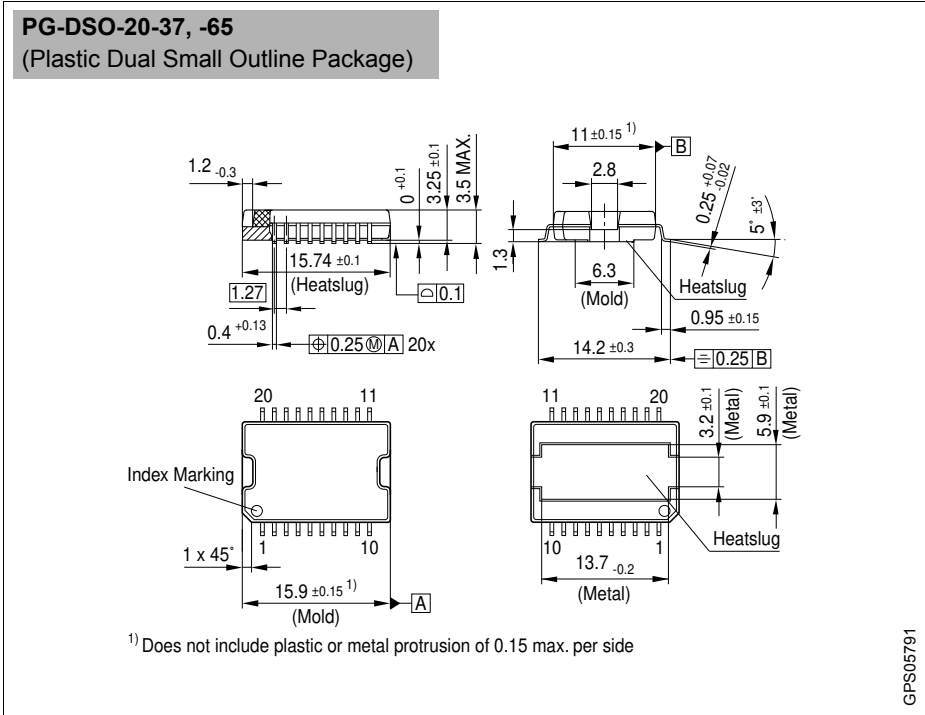 PG-DSO-20-37, -65
(Plastic Dual Small Outline Package)
1.2 -0.3
0 +0.1
3.25 ±0.1
3.5 MAX.
15.74 ±0.1
(Heatslug)
1.27
0.1
0.4 +0.13
0.25 Ⓜ A 20x
11 ±0.15 1)
B
2.8
0.25 +0.07 -0.02
5˚ ±3˚
1.3
6.3
(Mold)
Heatslug
0.95 ±0.15
14.2 ±0.3
0.25 B
20 11
Index Marking
1 10
1 x 45˚
15.9 ±0.15 1)
(Mold)
A
11 20
3.2 ±0.1
(Metal)
5.9 ±0.1
(Metal)
10 1
Heatslug
13.7 -0.2
(Metal)
1) Does not include plastic or metal protrusion of 0.15 max. per side
GPS05791